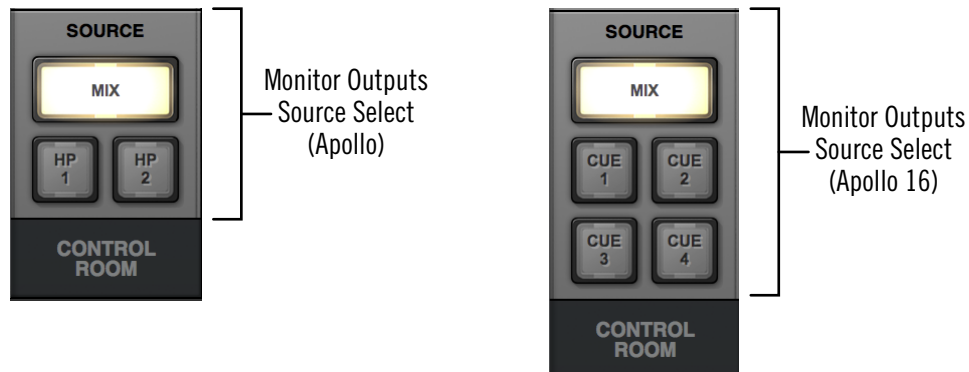 SOURCE
MIX
HP
1
HP
2
CONTROL
ROOM
Monitor Outputs
Source Select
(Apollo)
SOURCE
MIX
CUE
1
CUE
2
CUE
3
CUE
4
CONTROL
ROOM
Monitor Outputs
Source Select
(Apollo 16)